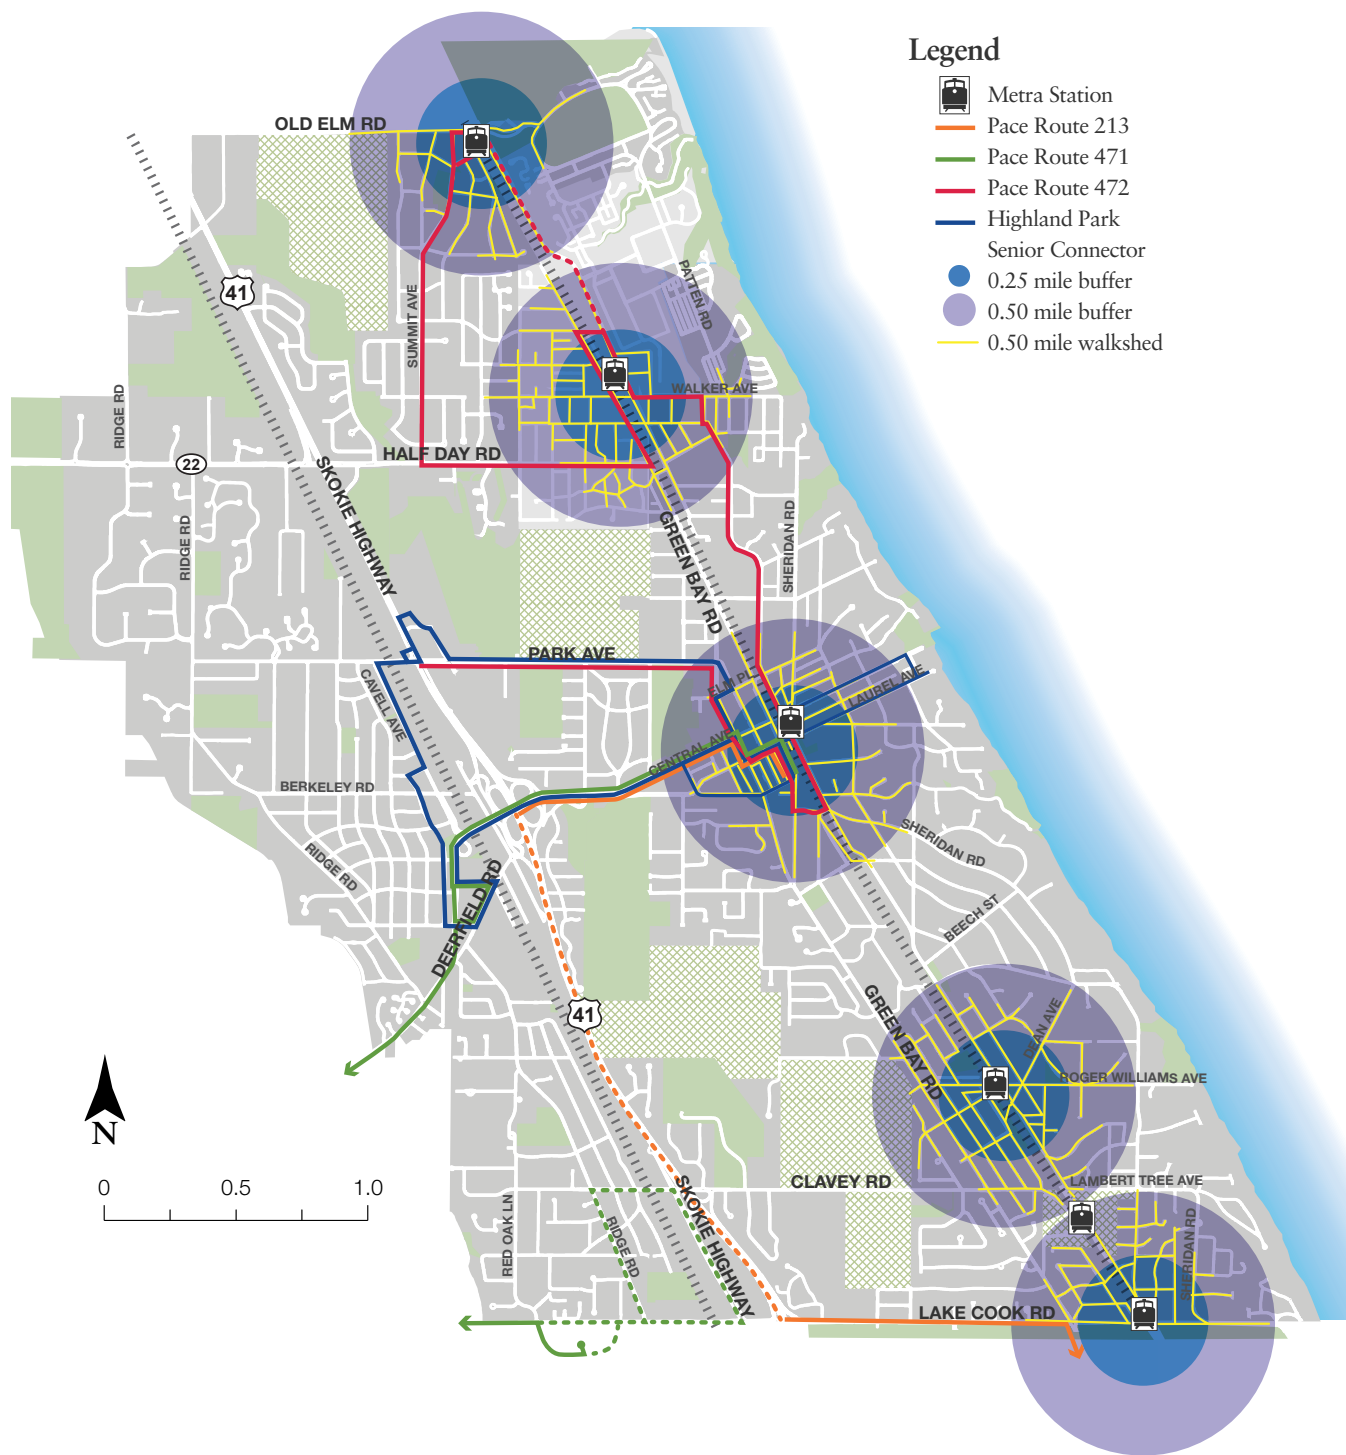 Legend
Metra Station
Pace Route 213
Pace Route 471
Pace Route 472
Highland Park
Senior Connector
0.25 mile buffer
0.50 mile buffer
0.50 mile walkshed
OLD ELM RD
41
SUMMIT AVE
PATTEN RD
WALKER AVE
RIDGE RD
HALF DAY RD
22
SKOKIE HIGHWAY
RIDGE RD
GREEN BAY RD
SHERIDAN RD
PARK AVE
CAVELL AVE
ELM PL
LAUREL AVE
CENTRAL AVE
BERKELEY RD
RIDGE RD
SHERIDAN RD
DEERFIELD RD
BEECH ST
41
GREEN BAY RD
DEAN AVE
ROGER WILLIAMS AVE
N
0 0.5 1.0
CLAVEY RD
LAMBERT TREE AVE
RED OAK LN
RIDGE RD
SKOKIE HIGHWAY
SHERIDAN RD
LAKE COOK RD